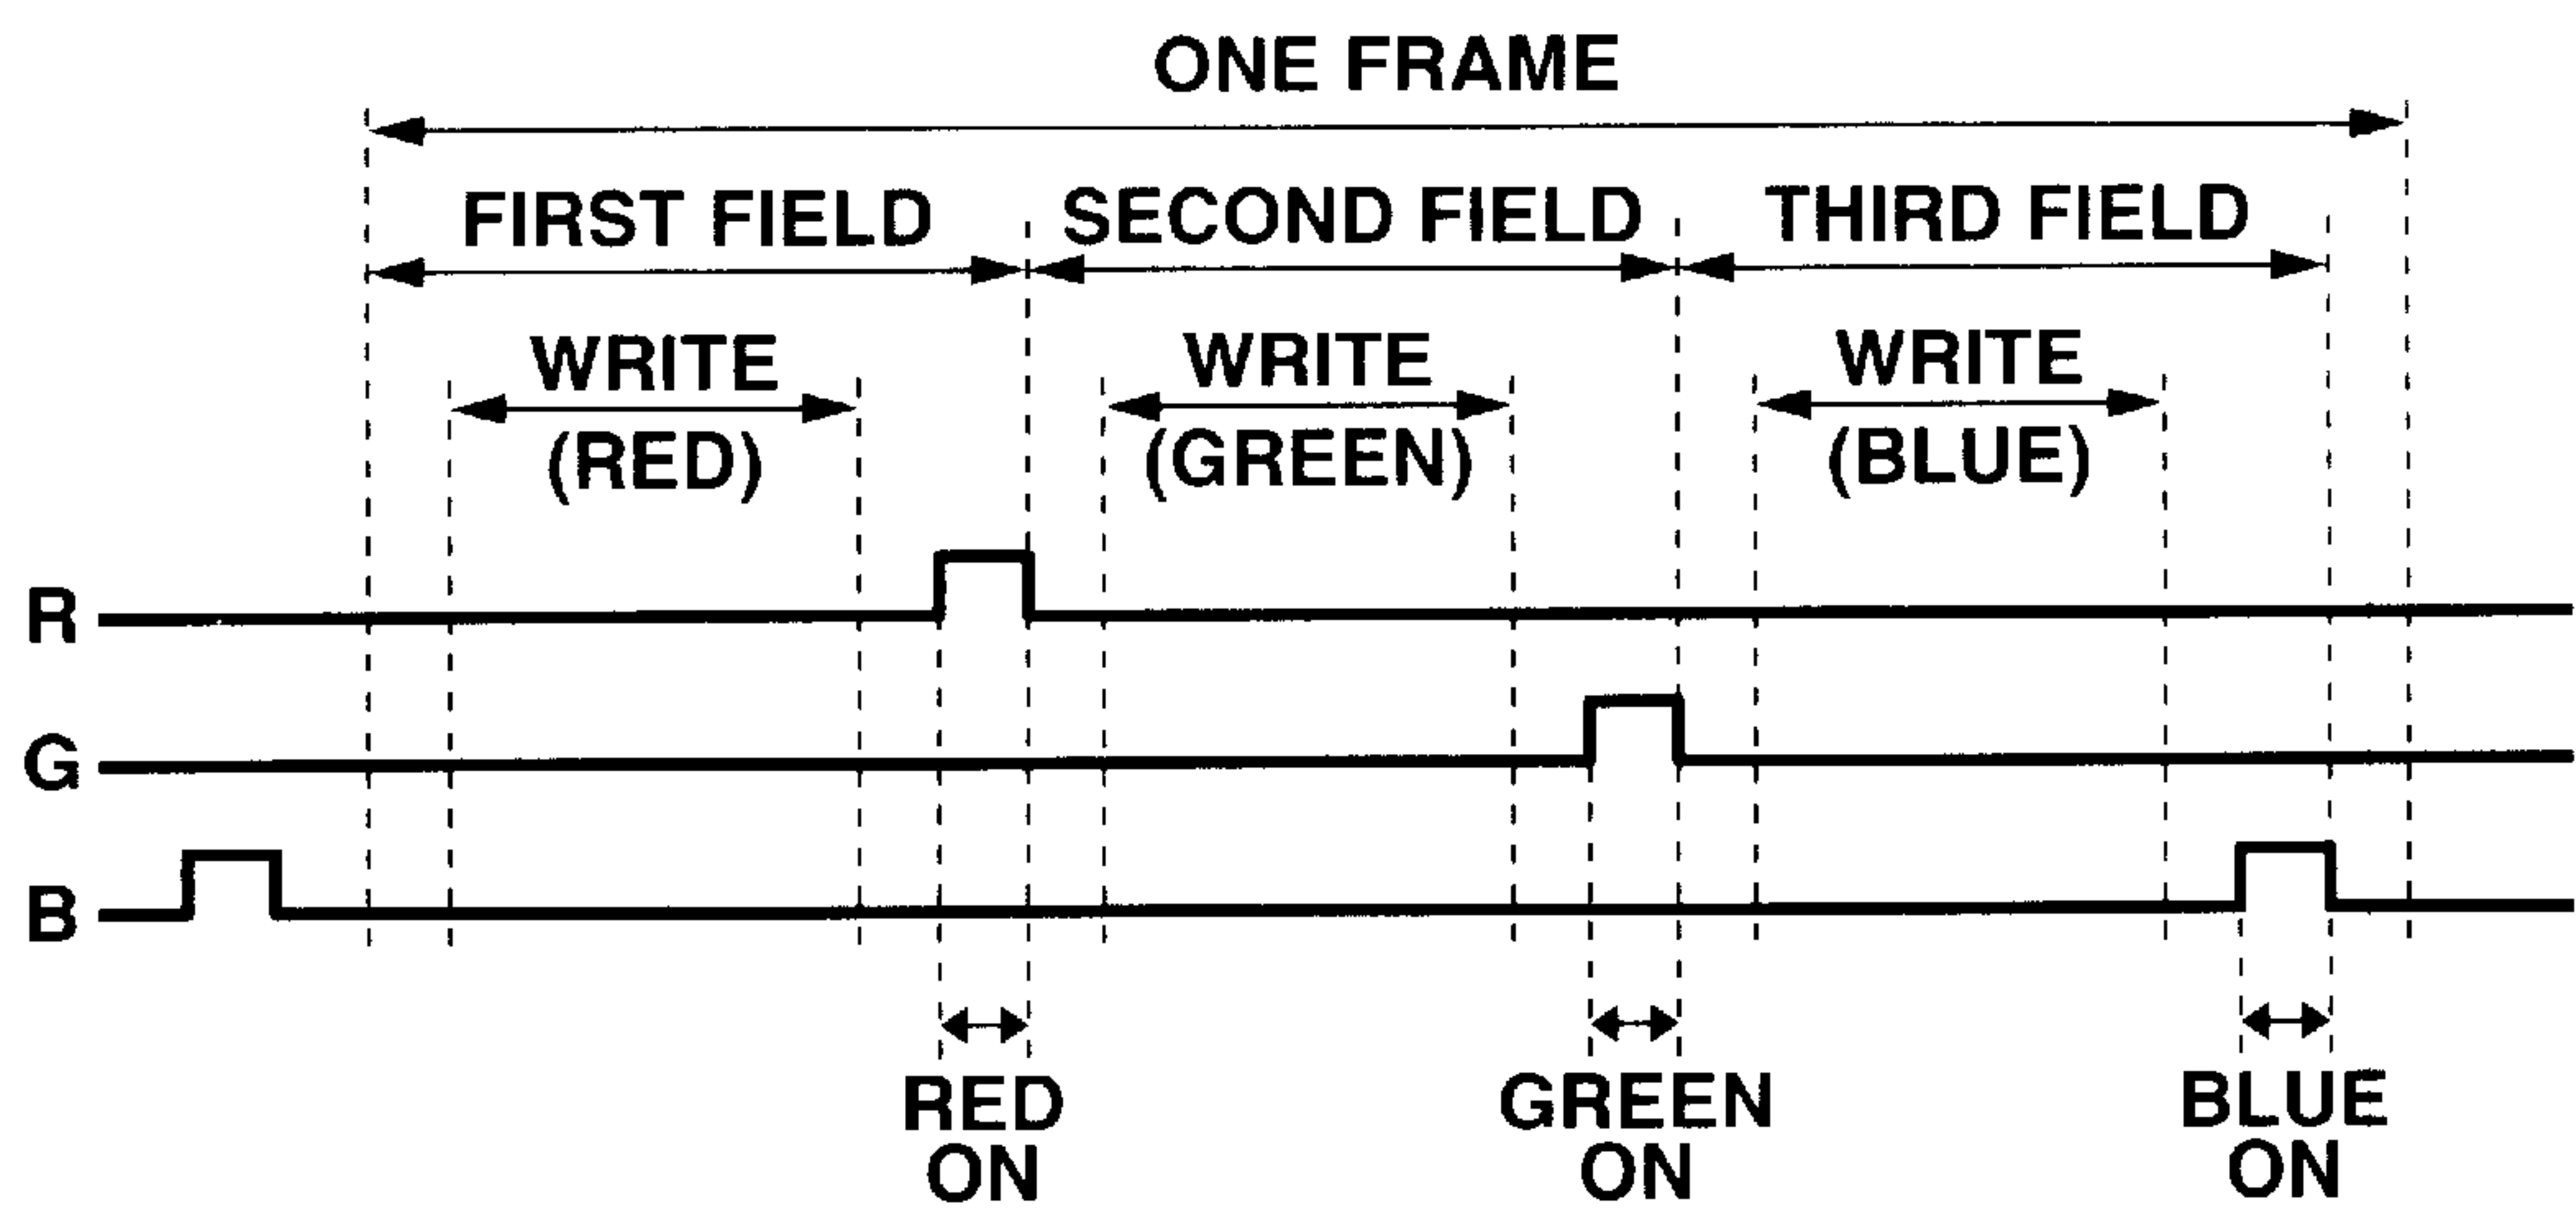 ONE FRAME
FIRST FIELD SECOND FIELD THIRD FIELD
WRITE WRITE WRITE
(RED) (GREEN) (BLUE)
R
G
B
RED GREEN BLUE
ON ON ON